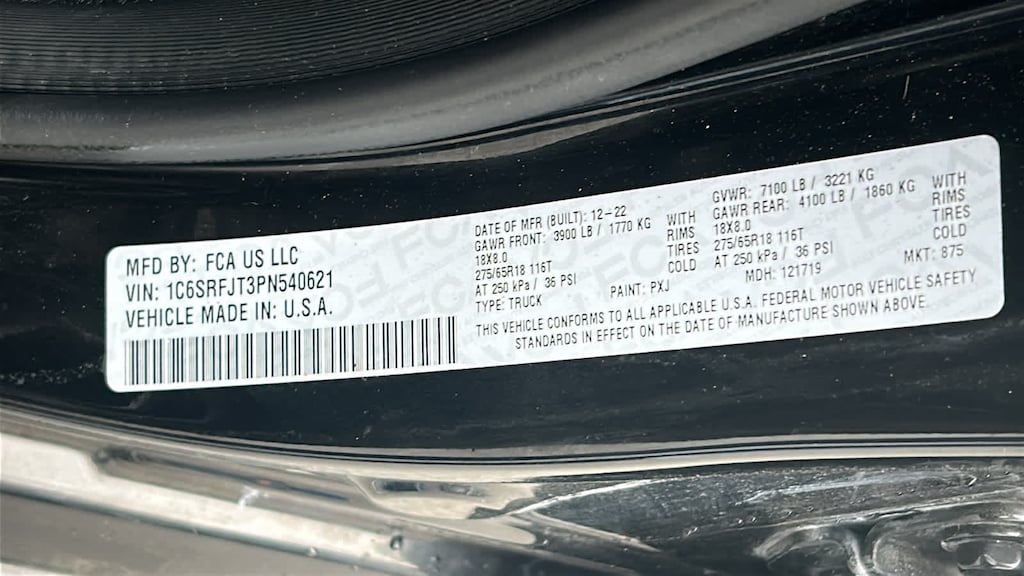 MFD BY: FCA US LLC
VIN: 1C6SRFJT3PN540621
VEHICLE MADE IN: U.S.A.
DATE OF MFR (BUILT): 12-22
GAWR FRONT: 3900 LB / 1770 KG WITH
18X8.0 RIMS
275/65R18 116T TIRES
AT 250 kPa / 36 PSI COLD
TYPE: TRUCK PAINT: PXJ
GVWR: 7100 LB / 3221 KG
GAWR REAR: 4100 LB / 1860 KG WITH
18X8.0 RIMS
275/65R18 116T TIRES
AT 250 kPa / 36 PSI COLD
MDH: 121719 MKT: 875
THIS VEHICLE CONFORMS TO ALL APPLICABLE U.S.A. FEDERAL MOTOR VEHICLE SAFETY
STANDARDS IN EFFECT ON THE DATE OF MANUFACTURE SHOWN ABOVE.